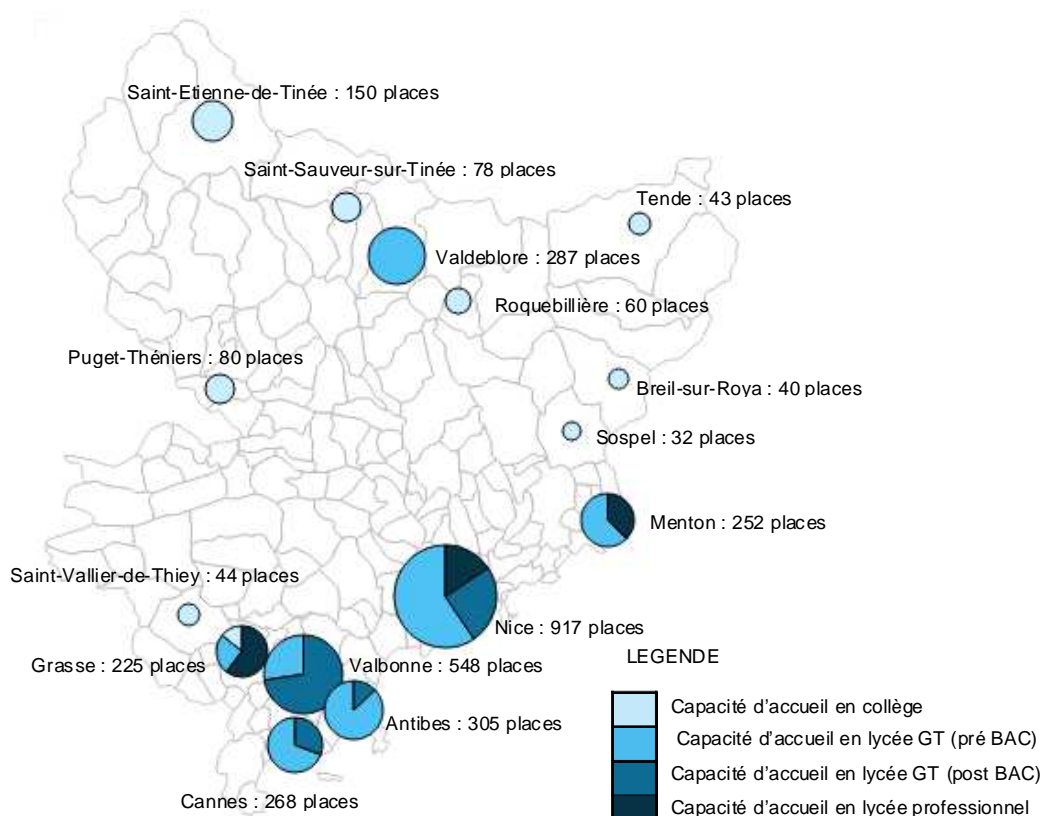 Saint-Etienne-de-Tinée : 150 places
Saint-Sauveur-sur-Tinée : 78 places
Tende : 43 places
Valdeblore : 287 places
Roquebillière : 60 places
Puget-Théniers : 80 places
Breil-sur-Roya : 40 places
Sospel : 32 places
Menton : 252 places
Saint-Vallier-de-Thiey : 44 places
Nice : 917 places
Grasse : 225 places
Valbonne : 548 places
Antibes : 305 places
Cannes : 268 places
LEGENDE
Capacité d'accueil en collège
Capacité d'accueil en lycée GT (pré BAC)
Capacité d'accueil en lycée GT (post BAC)
Capacité d'accueil en lycée professionnel